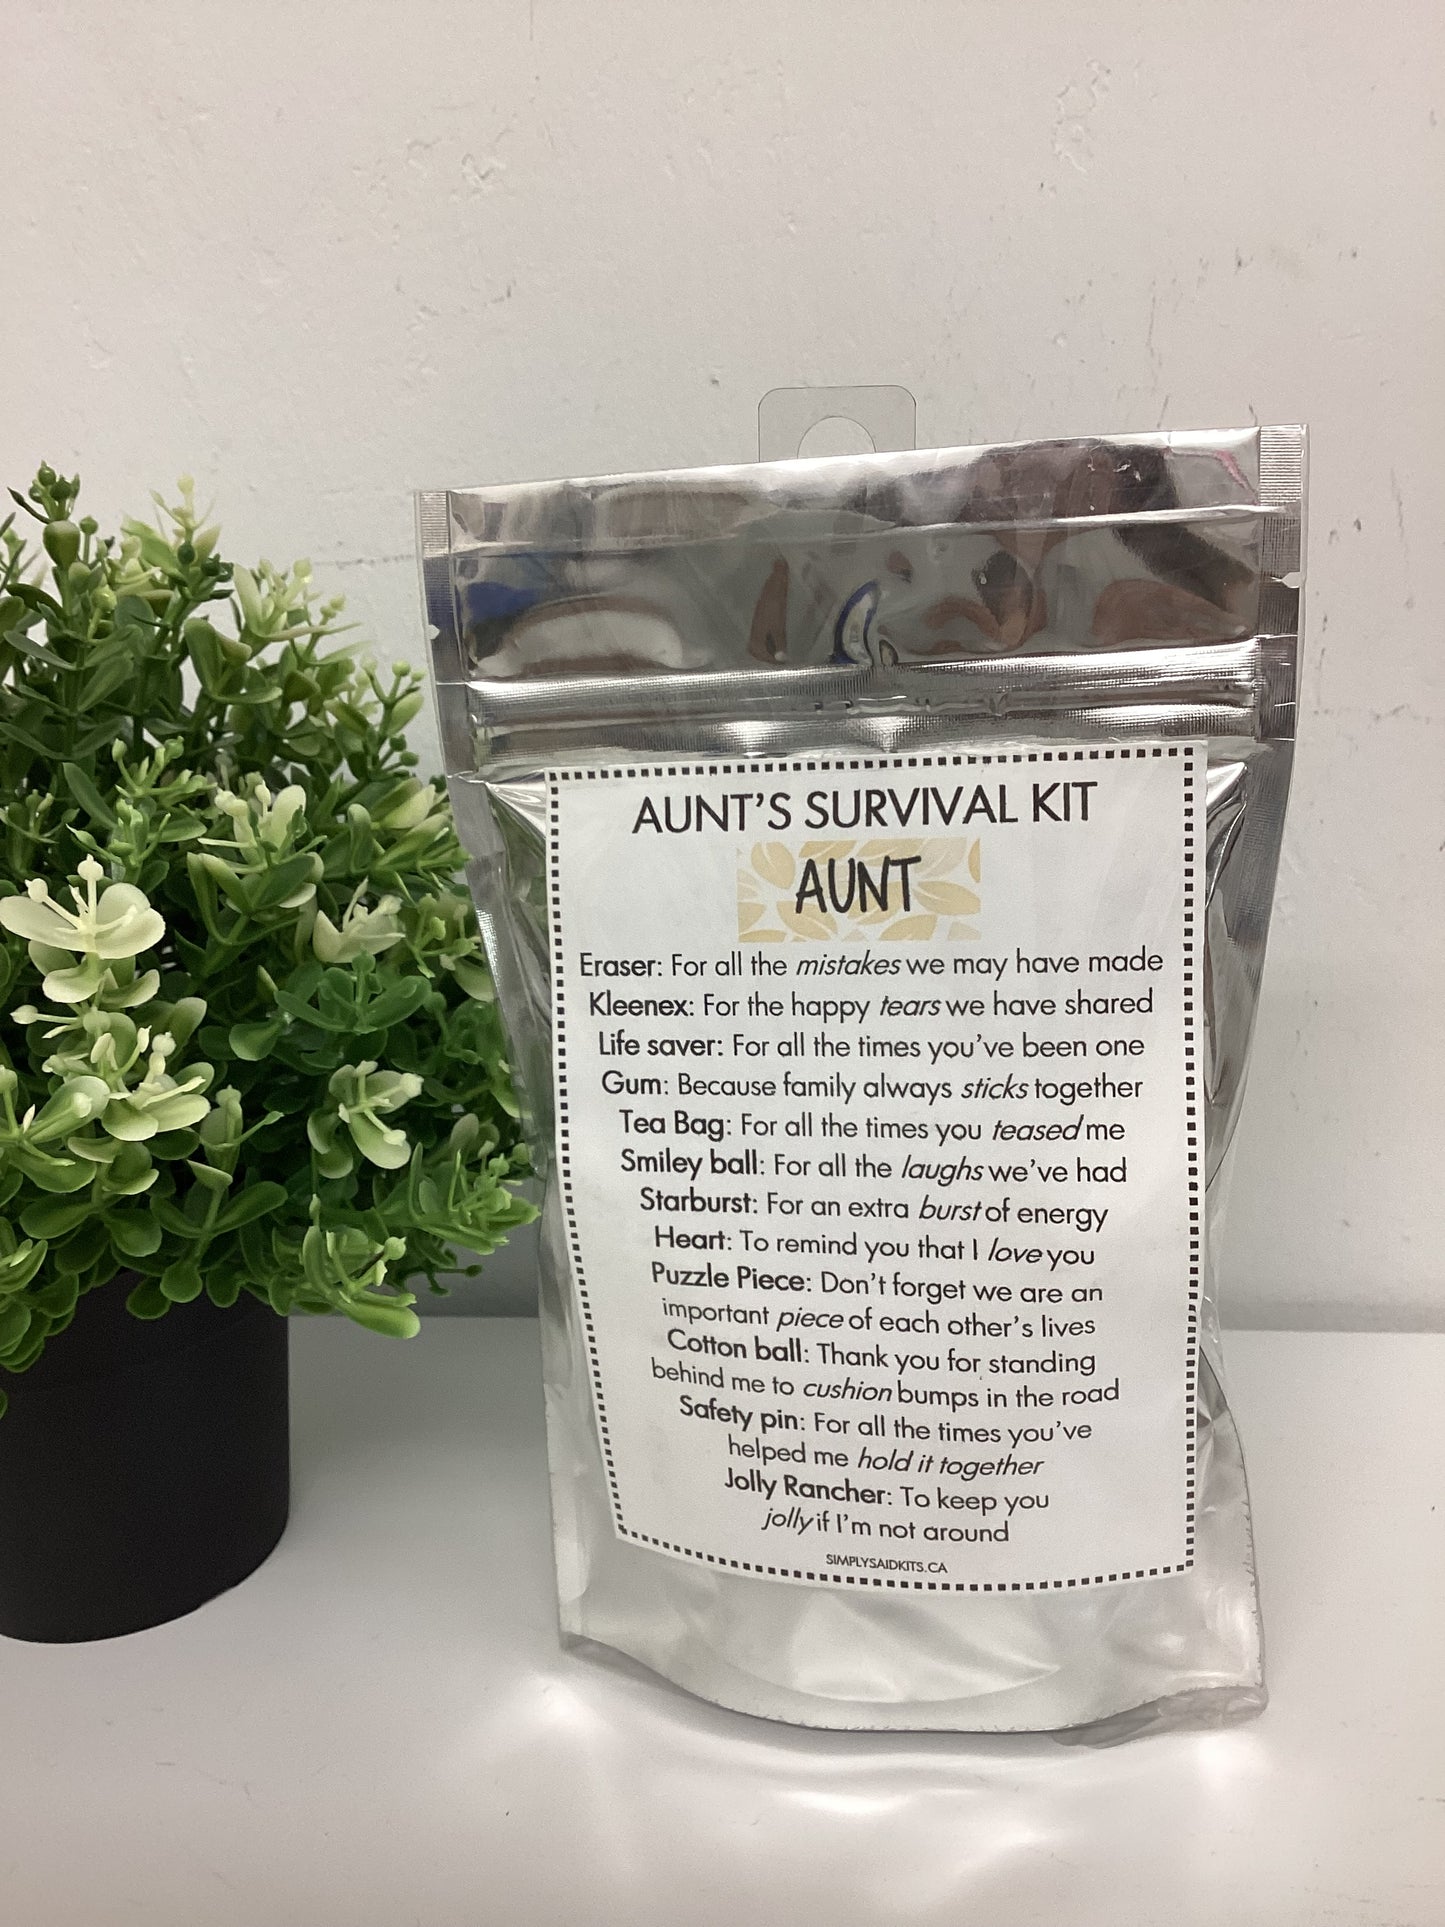 AUNT'S SURVIVAL KIT
AUNT
Eraser: For all the mistakes we may have made
Kleenex: For the happy tears we have shared
Life saver: For all the times you've been one
Gum: Because family always sticks together
Tea Bag: For all the times you teased me
Smiley ball: For all the laughs we've had
Starburst: For an extra burst of energy
Heart: To remind you that I love you
Puzzle Piece: Don't forget we are an
important piece of each other's lives
Cotton ball: Thank you for standing
behind me to cushion bumps in the road
Safety pin: For all the times you've
helped me hold it together
Jolly Rancher: To keep you
jolly if I'm not around
SIMPLYSAIDKITS.CA